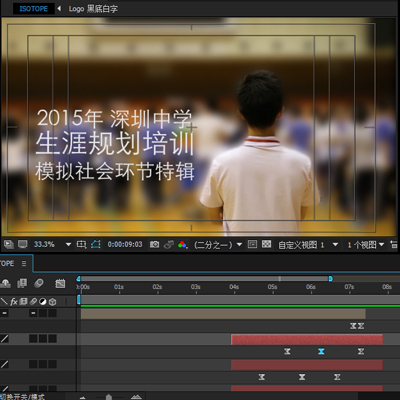 ISOTOPE Logo 黑底白字
2015年 深圳中学
生涯规划培训
模拟社会环节特辑
33.3% 0:00:09:03 (二分之一) 自定义视图 1 1 个视图
TOPE
:00s 01s 02s 03s 04s 05s 06s 07s 08s
切换开关/模式